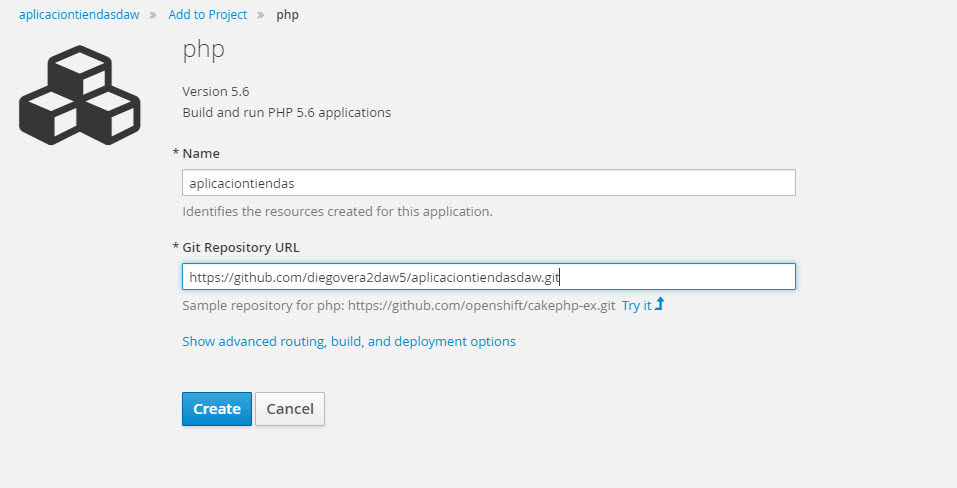 aplicaciontiendasdaw » Add to Project » php
php
Version 5.6
Build and run PHP 5.6 applications
* Name
aplicaciontiendas
Identifies the resources created for this application.
* Git Repository URL
https://github.com/diegovera2daw5/aplicaciontiendasdaw.git
Sample repository for php: https://github.com/openshift/cakephp-ex.git Try it
Show advanced routing, build, and deployment options
Create Cancel